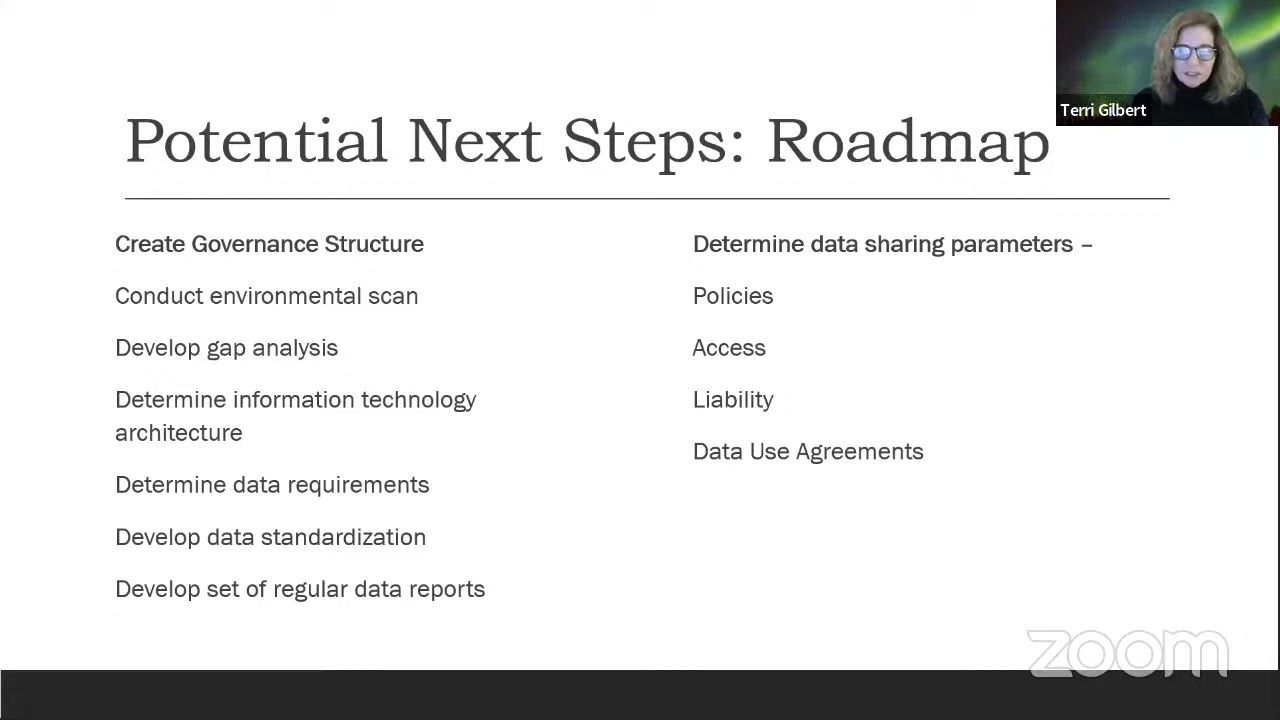 Terri Gilbert
Potential Next Steps: Roadmap
Create Governance Structure
Conduct environmental scan
Develop gap analysis
Determine information technology
architecture
Determine data requirements
Develop data standardization
Develop set of regular data reports
Determine data sharing parameters –
Policies
Access
Liability
Data Use Agreements
zoom